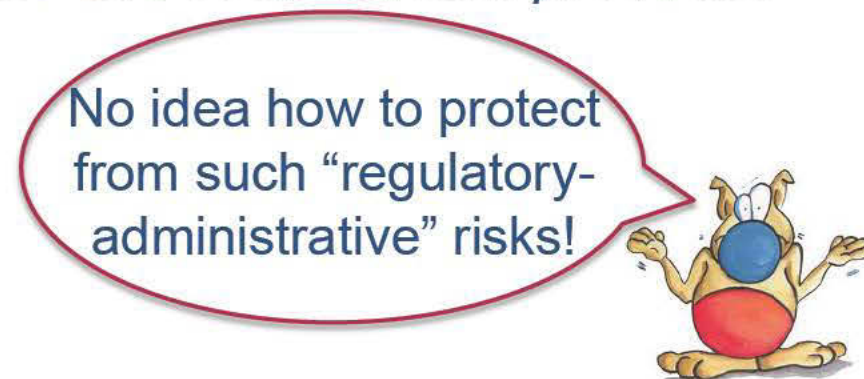 No idea how to protect
from such “regulatory-
administrative” risks!